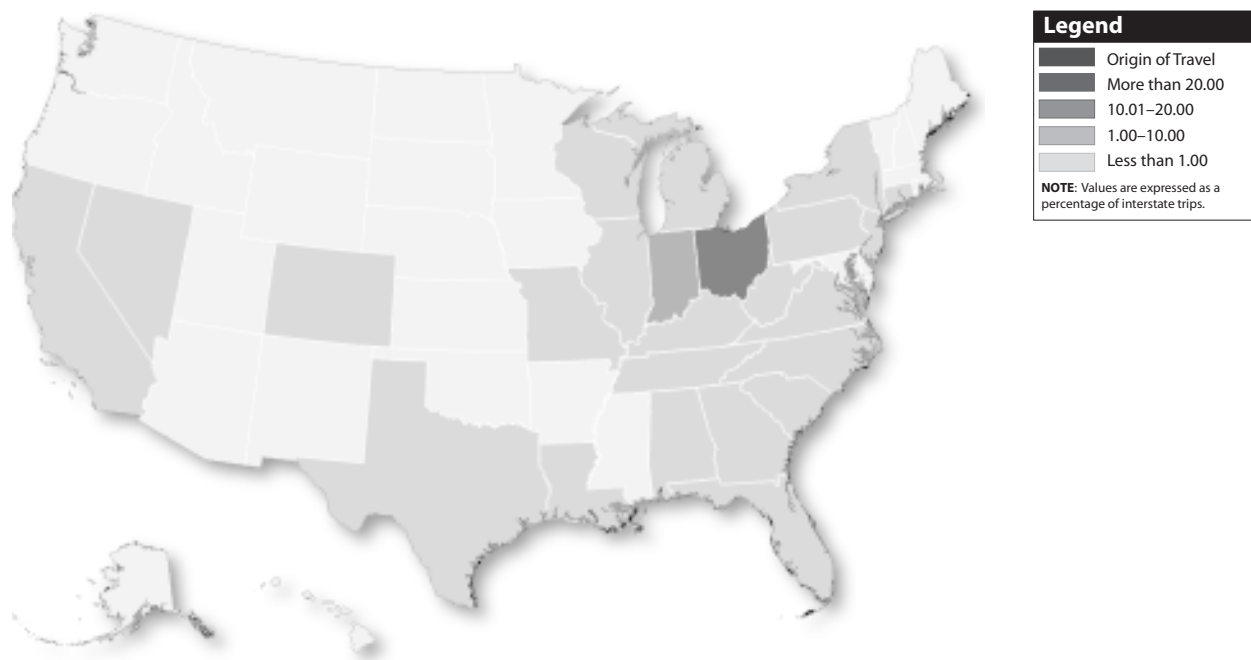 Legend
Origin of Travel
More than 20.00
10.01–20.00
1.00–10.00
Less than 1.00
NOTE: Values are expressed as a
percentage of interstate trips.